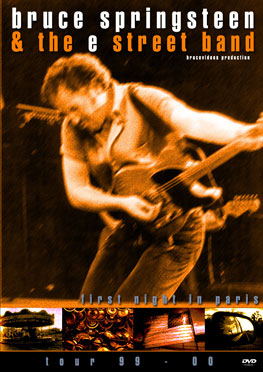 bruce springsteen
& the e street band
brucevideos production
first night in paris
tour 99 - 00
DVD